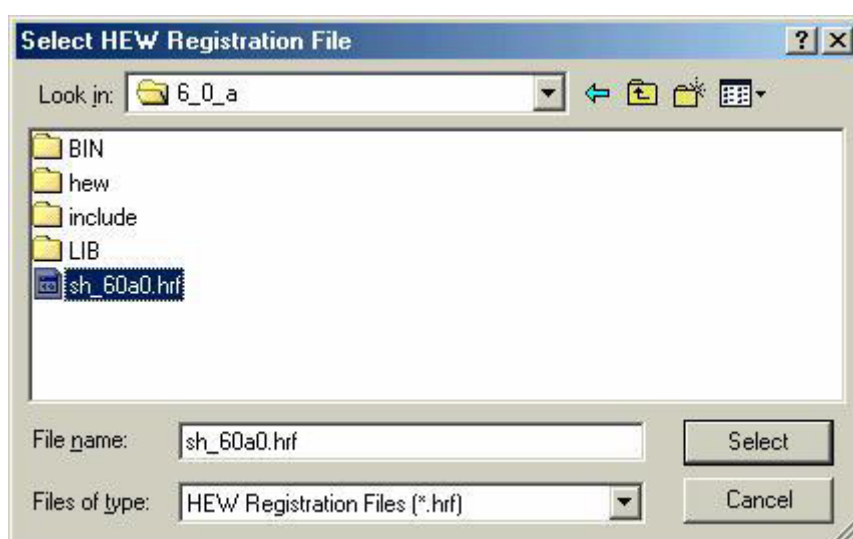 Select HEW Registration File
Look in: 6_0_a
BIN
hew
include
LIB
sh_60a0.hrf
File name: sh_60a0.hrf Select
Files of type: HEW Registration Files (*.hrf) Cancel